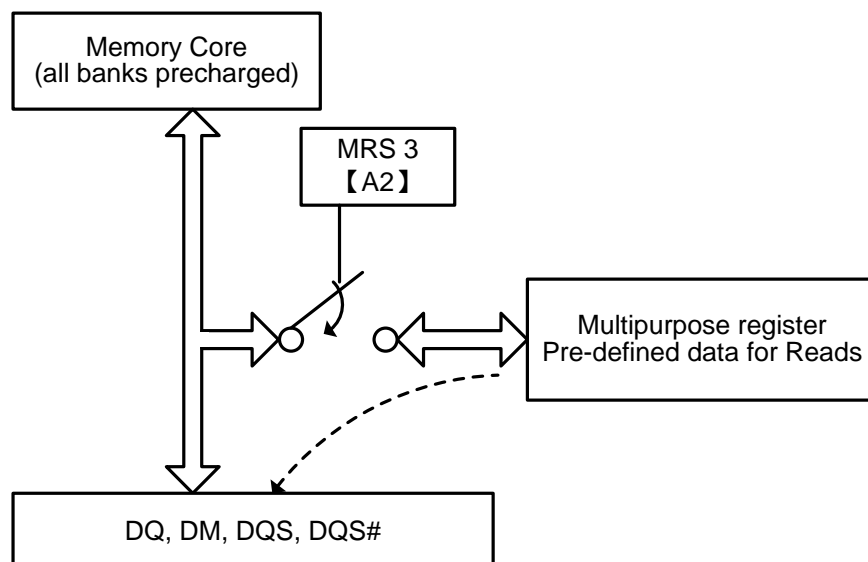 Memory Core
(all banks precharged)
MRS 3
【A2】
Multipurpose register
Pre-defined data for Reads
DQ, DM, DQS, DQS#